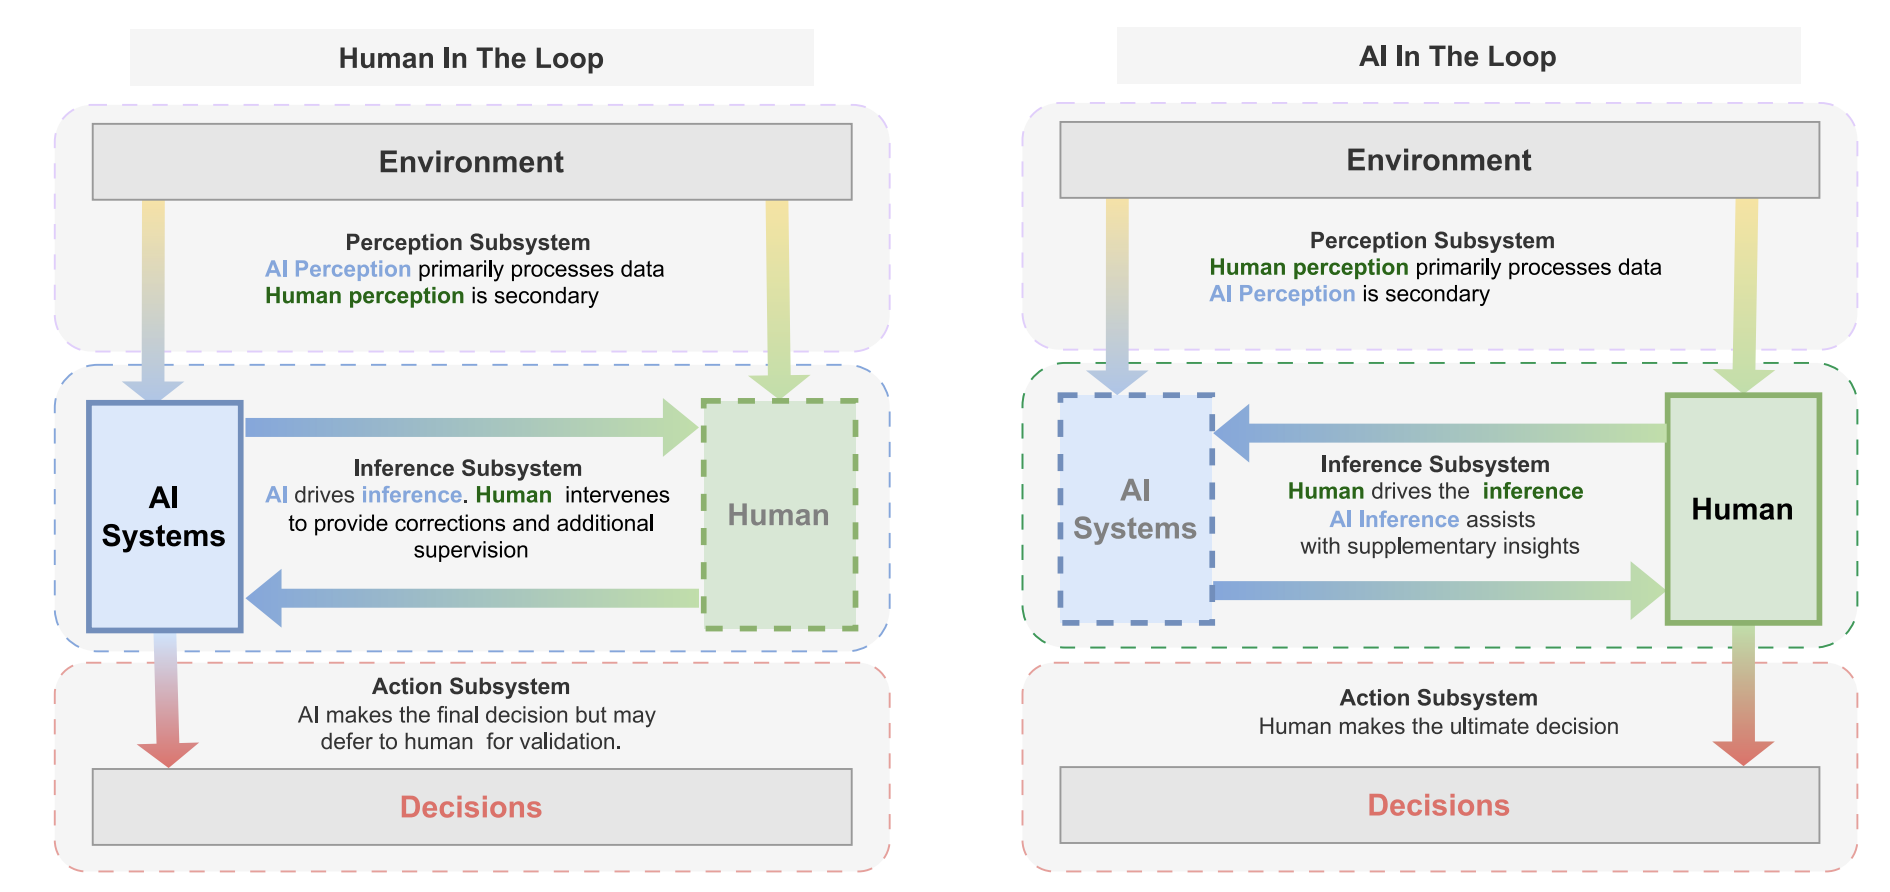 Human In The Loop
Environment
Perception Subsystem
AI Perception primarily processes data
Human perception is secondary
AI
Systems
Inference Subsystem
AI drives inference. Human intervenes
to provide corrections and additional
supervision
Human
Action Subsystem
AI makes the final decision but may
defer to human for validation.
Decisions
AI In The Loop
Environment
Perception Subsystem
Human perception primarily processes data
AI Perception is secondary
AI
Systems
Inference Subsystem
Human drives the inference
AI Inference assists
with supplementary insights
Human
Action Subsystem
Human makes the ultimate decision
Decisions